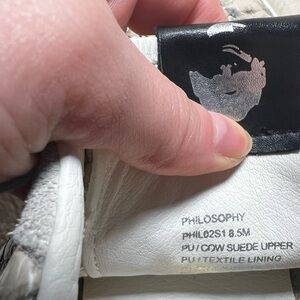 PHILOSOPHY
PHIL02S1 8.5M
PU / COW SUEDE UPPER
PU / TEXTILE LINING